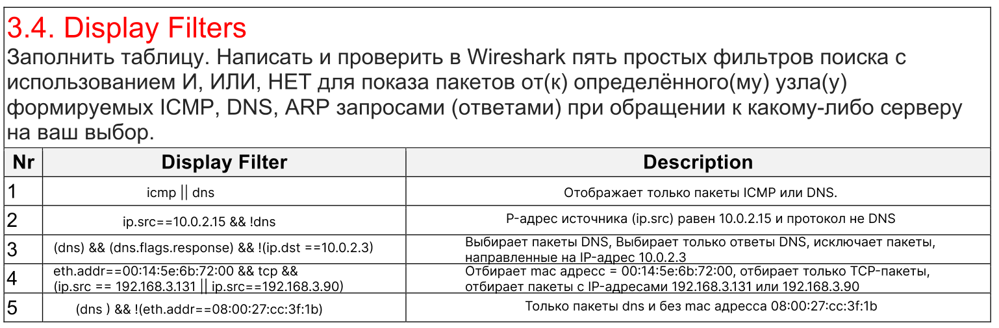 3.4. Display Filters
Заполнить таблицу. Написать и проверить в Wireshark пять простых фильтров поиска с
использованием И, ИЛИ, НЕТ для показа пакетов от(к) определённого(му) узла(у)
формируемых ICMP, DNS, ARP запросами (ответами) при обращении к какому-либо серверу
на ваш выбор.
Nr Display Filter Description
1 icmp || dns Отображает только пакеты ICMP или DNS.
2 ip.src==10.0.2.15 && !dns P-адрес источника (ip.src) равен 10.0.2.15 и протокол не DNS
3 (dns) && (dns.flags.response) && !(ip.dst ==10.0.2.3) Выбирает пакеты DNS, Выбирает только ответы DNS, исключает пакеты,
направленные на IP-адрес 10.0.2.3
4 eth.addr==00:14:5e:6b:72:00 && tcp && Отбирает mac адресс = 00:14:5e:6b:72:00, отбирает только TCP-пакеты,
(ip.src == 192.168.3.131 || ip.src==192.168.3.90) отбирает пакеты с IP-адресами 192.168.3.131 или 192.168.3.90
5 (dns ) && !(eth.addr==08:00:27:cc:3f:1b) Только пакеты dns и без mac адресса 08:00:27:cc:3f:1b